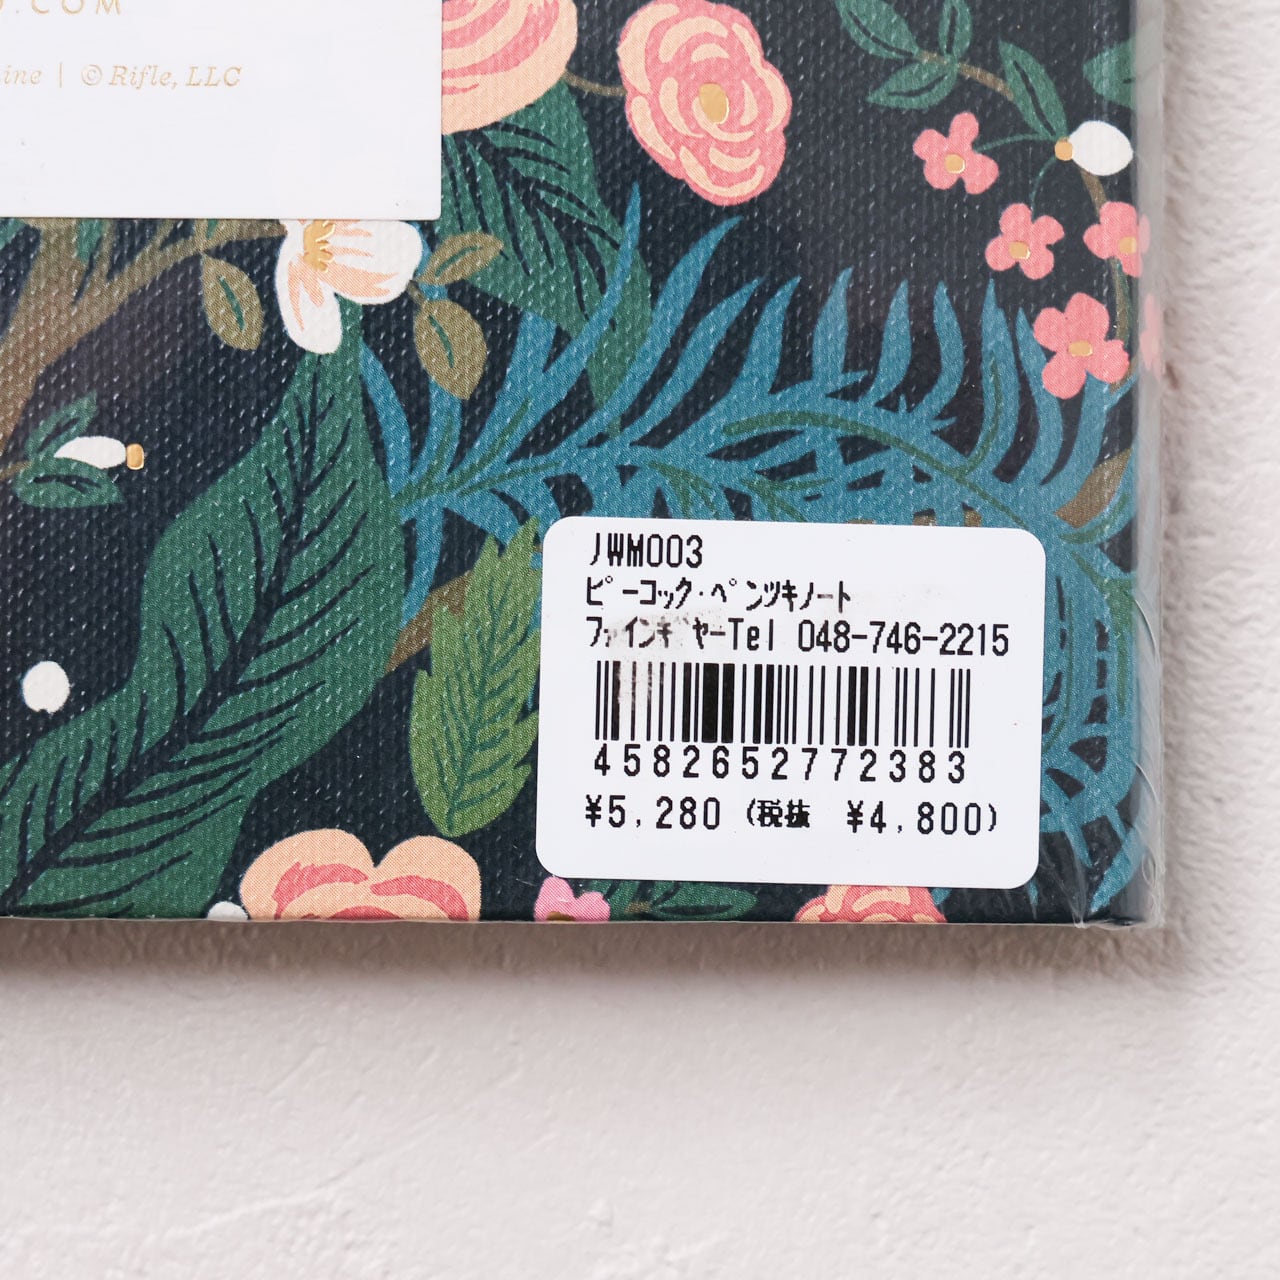 .COM
ine | © Rifle, LLC
JWM003
ﾋﾟｰｺｯｸ･ﾍﾟﾝﾂｷﾉｰﾄ
ﾌｧｲﾝｷﾞﾔｰTel 048-746-2215
4582652772383
¥5,280 (税抜 ¥4,800)